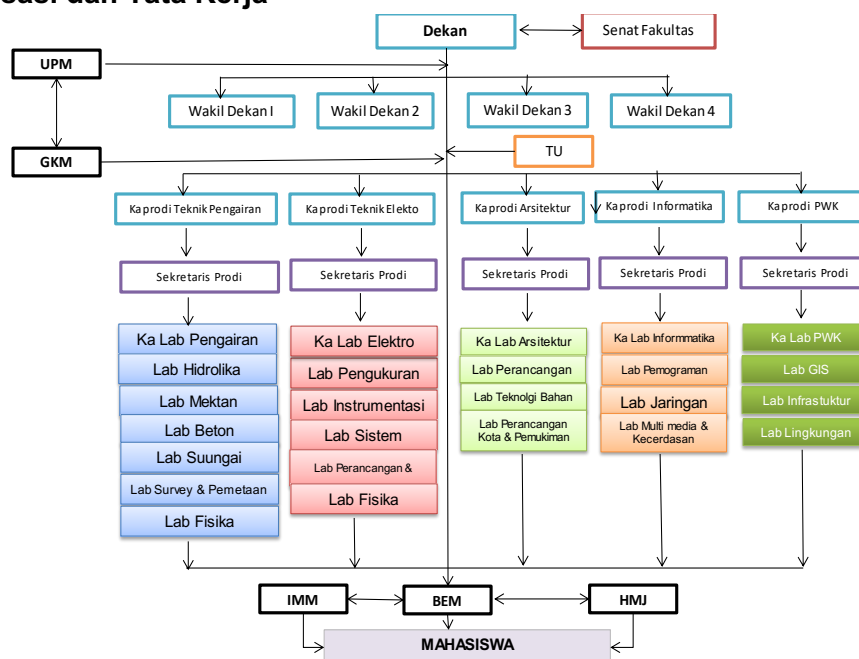 Dekan
Senat Fakultas
UPM
Wakil Dekan I
Wakil Dekan 2
Wakil Dekan 3
Wakil Dekan 4
GKM
TU
Kaprodi Teknik Pengairan
Kaprodi Teknik Elekto
Kaprodi Arsitektur
Kaprodi Informatika
Kaprodi PWK
Sekretaris Prodi
Sekretaris Prodi
Sekretaris Prodi
Sekretaris Prodi
Sekretaris Prodi
Ka Lab Pengairan
Lab Hidrolika
Lab Mektan
Lab Beton
Lab Suungai
Lab Survey & Pemetaan
Lab Fisika
Ka Lab Elektro
Lab Pengukuran
Lab Instrumentasi
Lab Sistem
Lab Perancangan &
Lab Fisika
Ka Lab Arsitektur
Lab Perancangan
Lab Teknolgi Bahan
Lab Perancangan
Kota & Pemukiman
Ka Lab Informmatika
Lab Pemograman
Lab Jaringan
Lab Multi media &
Kecerdasan
Ka Lab PWK
Lab GIS
Lab Infrastuktur
Lab Lingkungan
IMM
BEM
HMJ
MAHASISWA